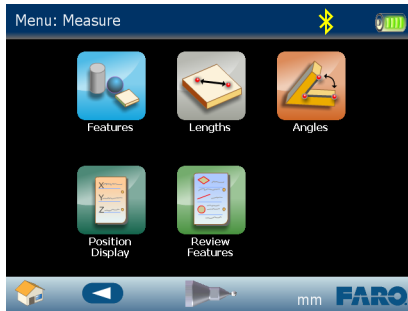 Menu: Measure
Features
Lengths
Angles
X
Y
Z
Position
Display
Review
Features
mm
FARO